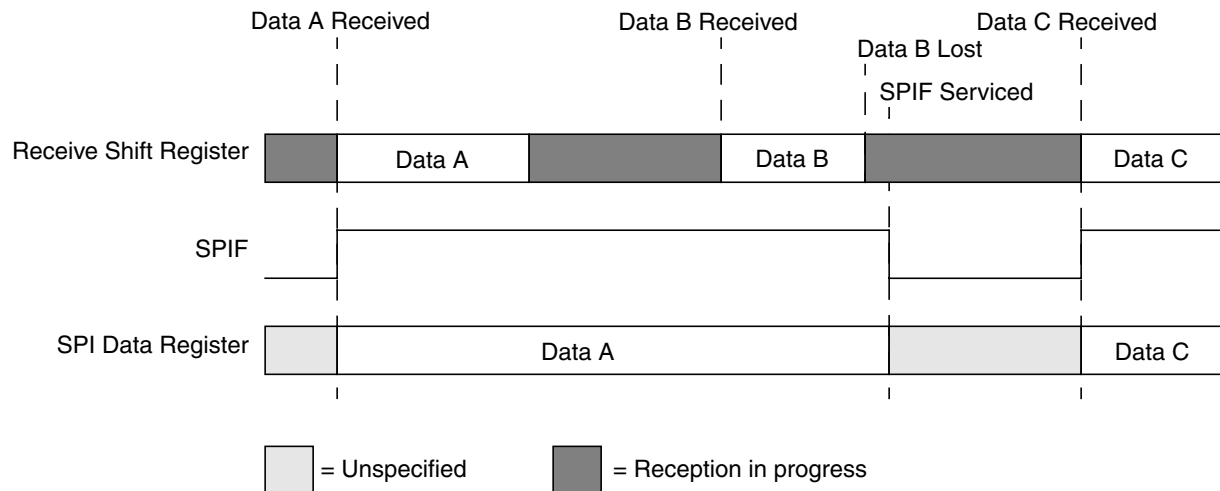 Data A Received
Data B Received
Data C Received
Data B Lost
SPIF Serviced
Receive Shift Register
Data A
Data B
Data C
SPIF
SPI Data Register
Data A
Data C
= Unspecified
= Reception in progress